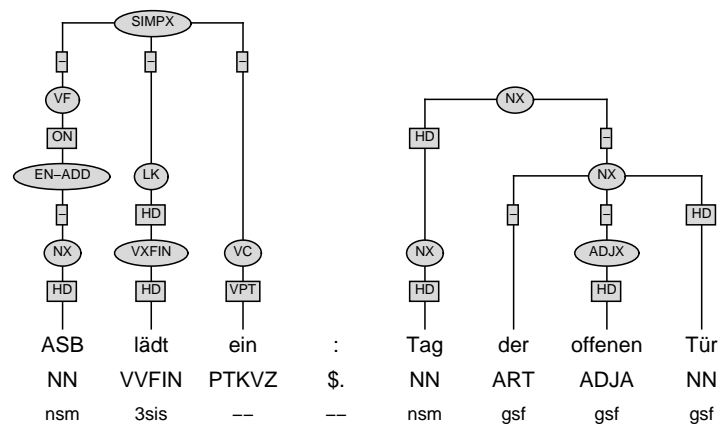 SIMPX
– – –
VF NX
ON HD –
EN–ADD LK NX
– HD – – HD
NX VXFIN VC NX ADJX
HD HD VPT HD HD
ASB lädt ein : Tag der offenen Tür
NN VVFIN PTKVZ $. NN ART ADJA NN
nsm 3sis –– –– nsm gsf gsf gsf